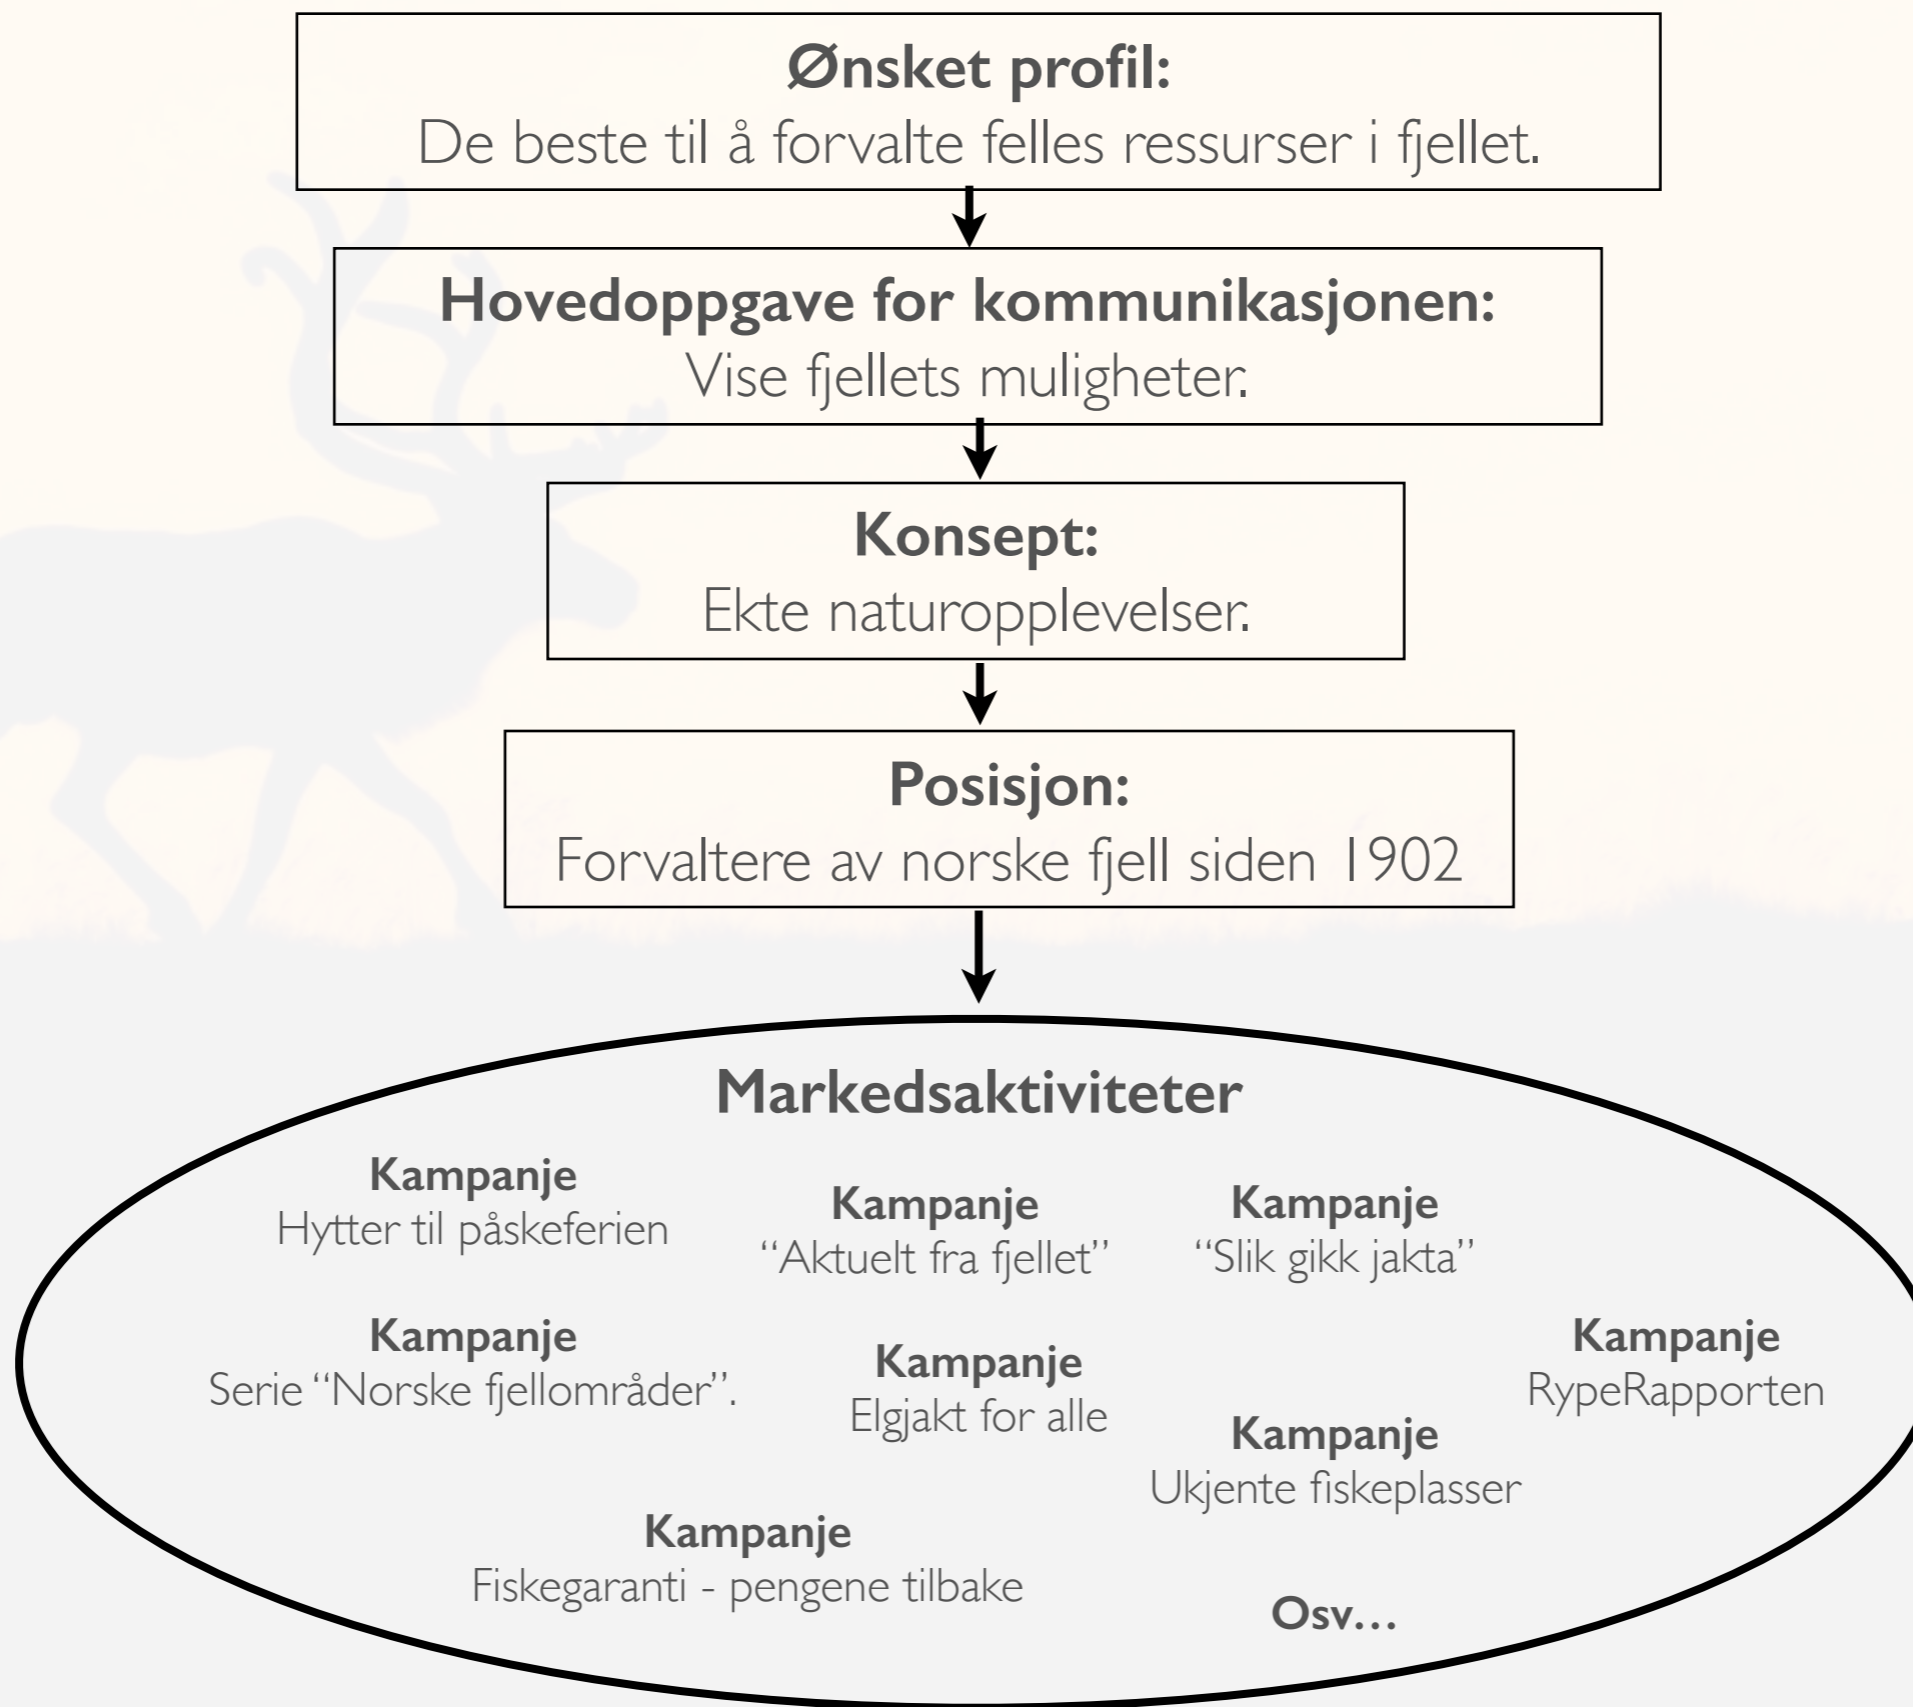 Ønsket profil:
De beste til å forvalte felles ressurser i fjellet.
Hovedoppgave for kommunikasjonen:
Vise fjellets muligheter.
Konsept:
Ekte naturopplevelser.
Posisjon:
Forvaltere av norske fjell siden 1902
Markedsaktiviteter
Kampanje
Hytter til påskeferien
Kampanje
“Aktuelt fra fjellet”
Kampanje
“Slik gikk jakta”
Kampanje
Serie “Norske fjellområder”.
Kampanje
Elgjakt for alle
Kampanje
RypeRapporten
Kampanje
Ukjente fiskeplasser
Kampanje
Fiskegaranti - pengene tilbake
Osv…